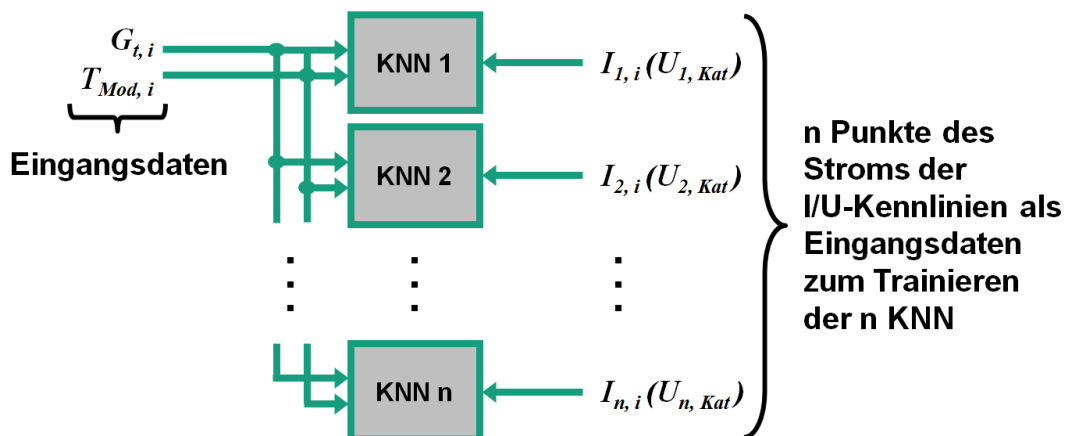 G_{t, i}
T_{Mod, i}
Eingangsdaten
KNN 1
I_{1, i} (U_{1, Kat})
KNN 2
I_{2, i} (U_{2, Kat})
KNN n
I_{n, i} (U_{n, Kat})
n Punkte des
Stroms der
I/U-Kennlinien als
Eingangsdaten
zum Trainieren
der n KNN